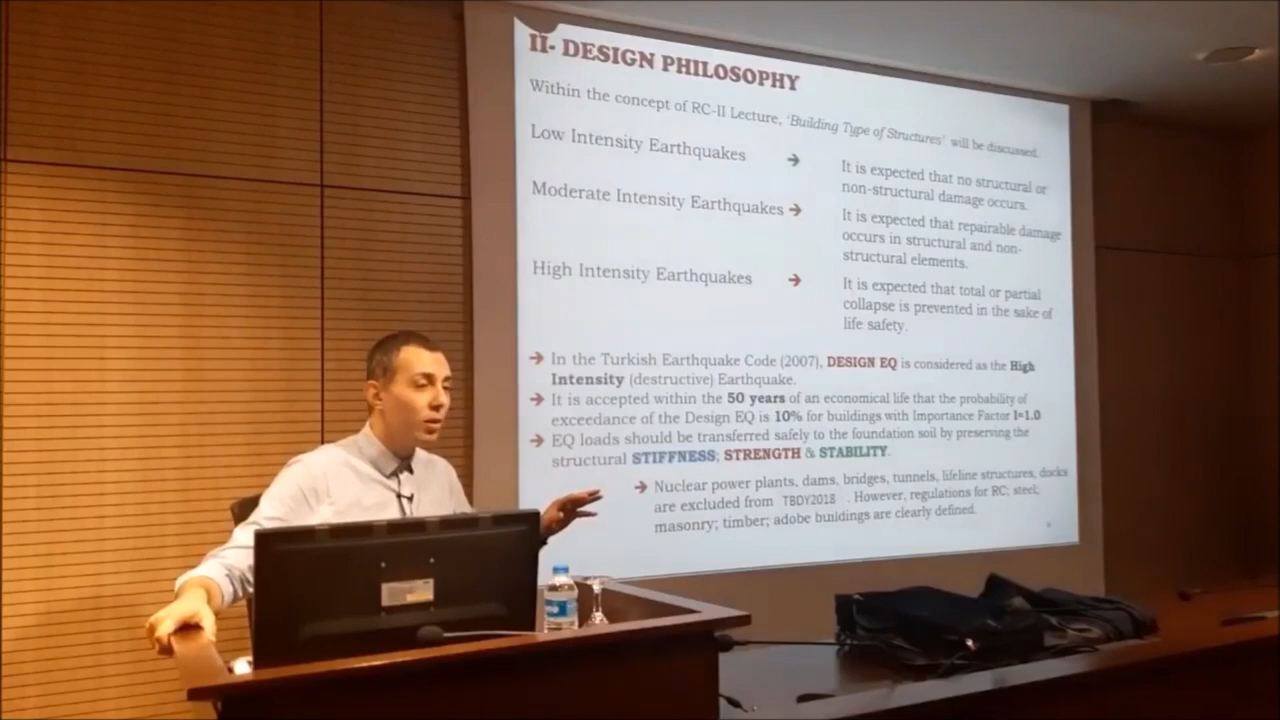 II- DESIGN PHILOSOPHY
Within the concept of RC-II Lecture, 'Building Type of Structures' will be discussed.
Low Intensity Earthquakes ➔
It is expected that no structural or
non-structural damage occurs.
Moderate Intensity Earthquakes ➔
It is expected that repairable damage
occurs in structural and non-
structural elements.
High Intensity Earthquakes ➔
It is expected that total or partial
collapse is prevented in the sake of
life safety.
➔ In the Turkish Earthquake Code (2007), DESIGN EQ is considered as the High
Intensity (destructive) Earthquake.
➔ It is accepted within the 50 years of an economical life that the probability of
exceedance of the Design EQ is 10% for buildings with Importance Factor I=1.0
➔ EQ loads should be transferred safely to the foundation soil by preserving the
structural STIFFNESS; STRENGTH & STABILITY.
➔ Nuclear power plants, dams, bridges, tunnels, lifeline structures, docks
are excluded from TBDY2018 . However, regulations for RC; steel;
masonry; timber; adobe buildings are clearly defined.